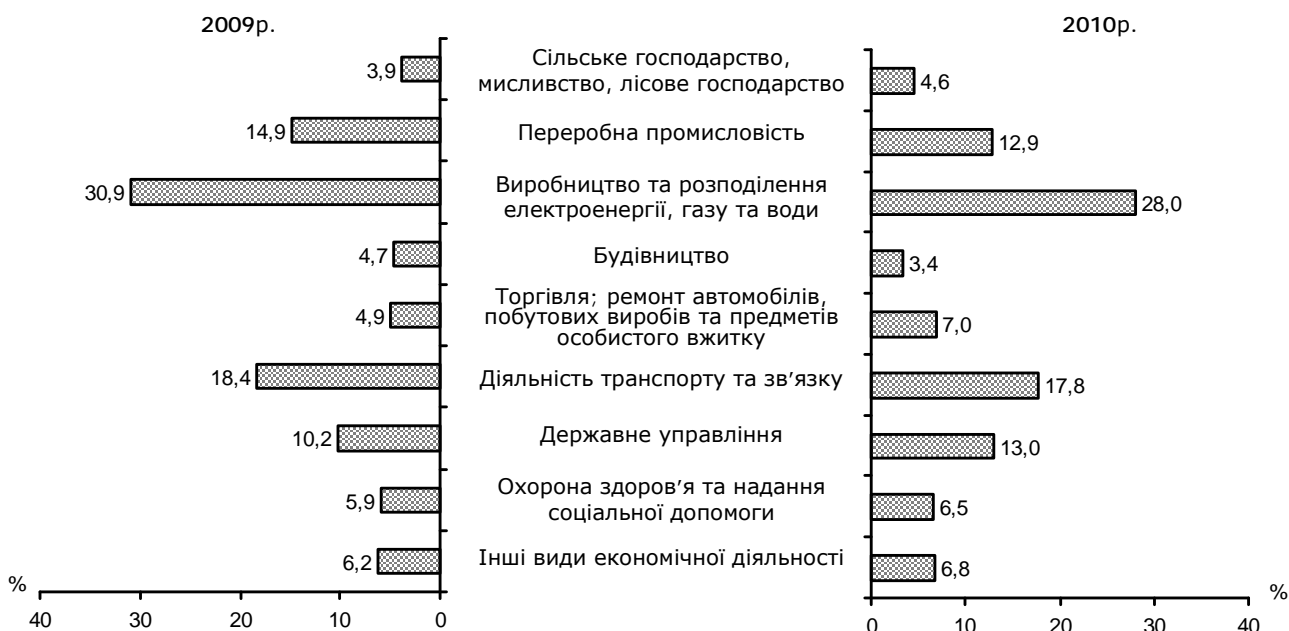 2009р.
2010р.
3,9
Сільське господарство,
мисливство, лісове господарство
4,6
14,9
Переробна промисловість
12,9
30,9
Виробництво та розподілення
електроенергії, газу та води
28,0
4,7
Будівництво
3,4
4,9
Торгівля; ремонт автомобілів,
побутових виробів та предметів
особистого вжитку
7,0
18,4
Діяльність транспорту та зв'язку
17,8
10,2
Державне управління
13,0
5,9
Охорона здоров'я та надання
соціальної допомоги
6,5
6,2
Інші види економічної діяльності
6,8
%
%
40 30 20 10 0
0 10 20 30 40